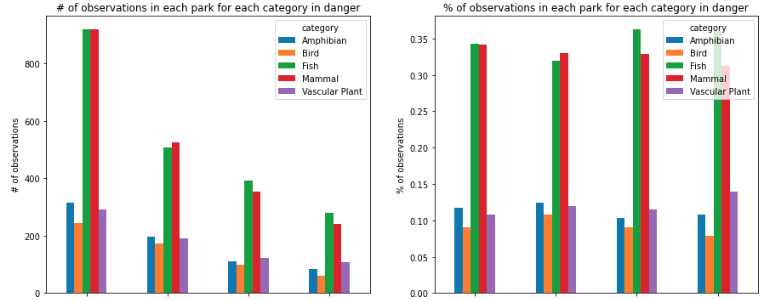 # of observations in each park for each category in danger
category
Amphibian
Bird
Fish
Mammal
Vascular Plant
# of observations
800
600
400
200
0
% of observations in each park for each category in danger
category
Amphibian
Bird
Fish
Mammal
Vascular Plant
% of observations
0.35
0.30
0.25
0.20
0.15
0.10
0.05
0.00